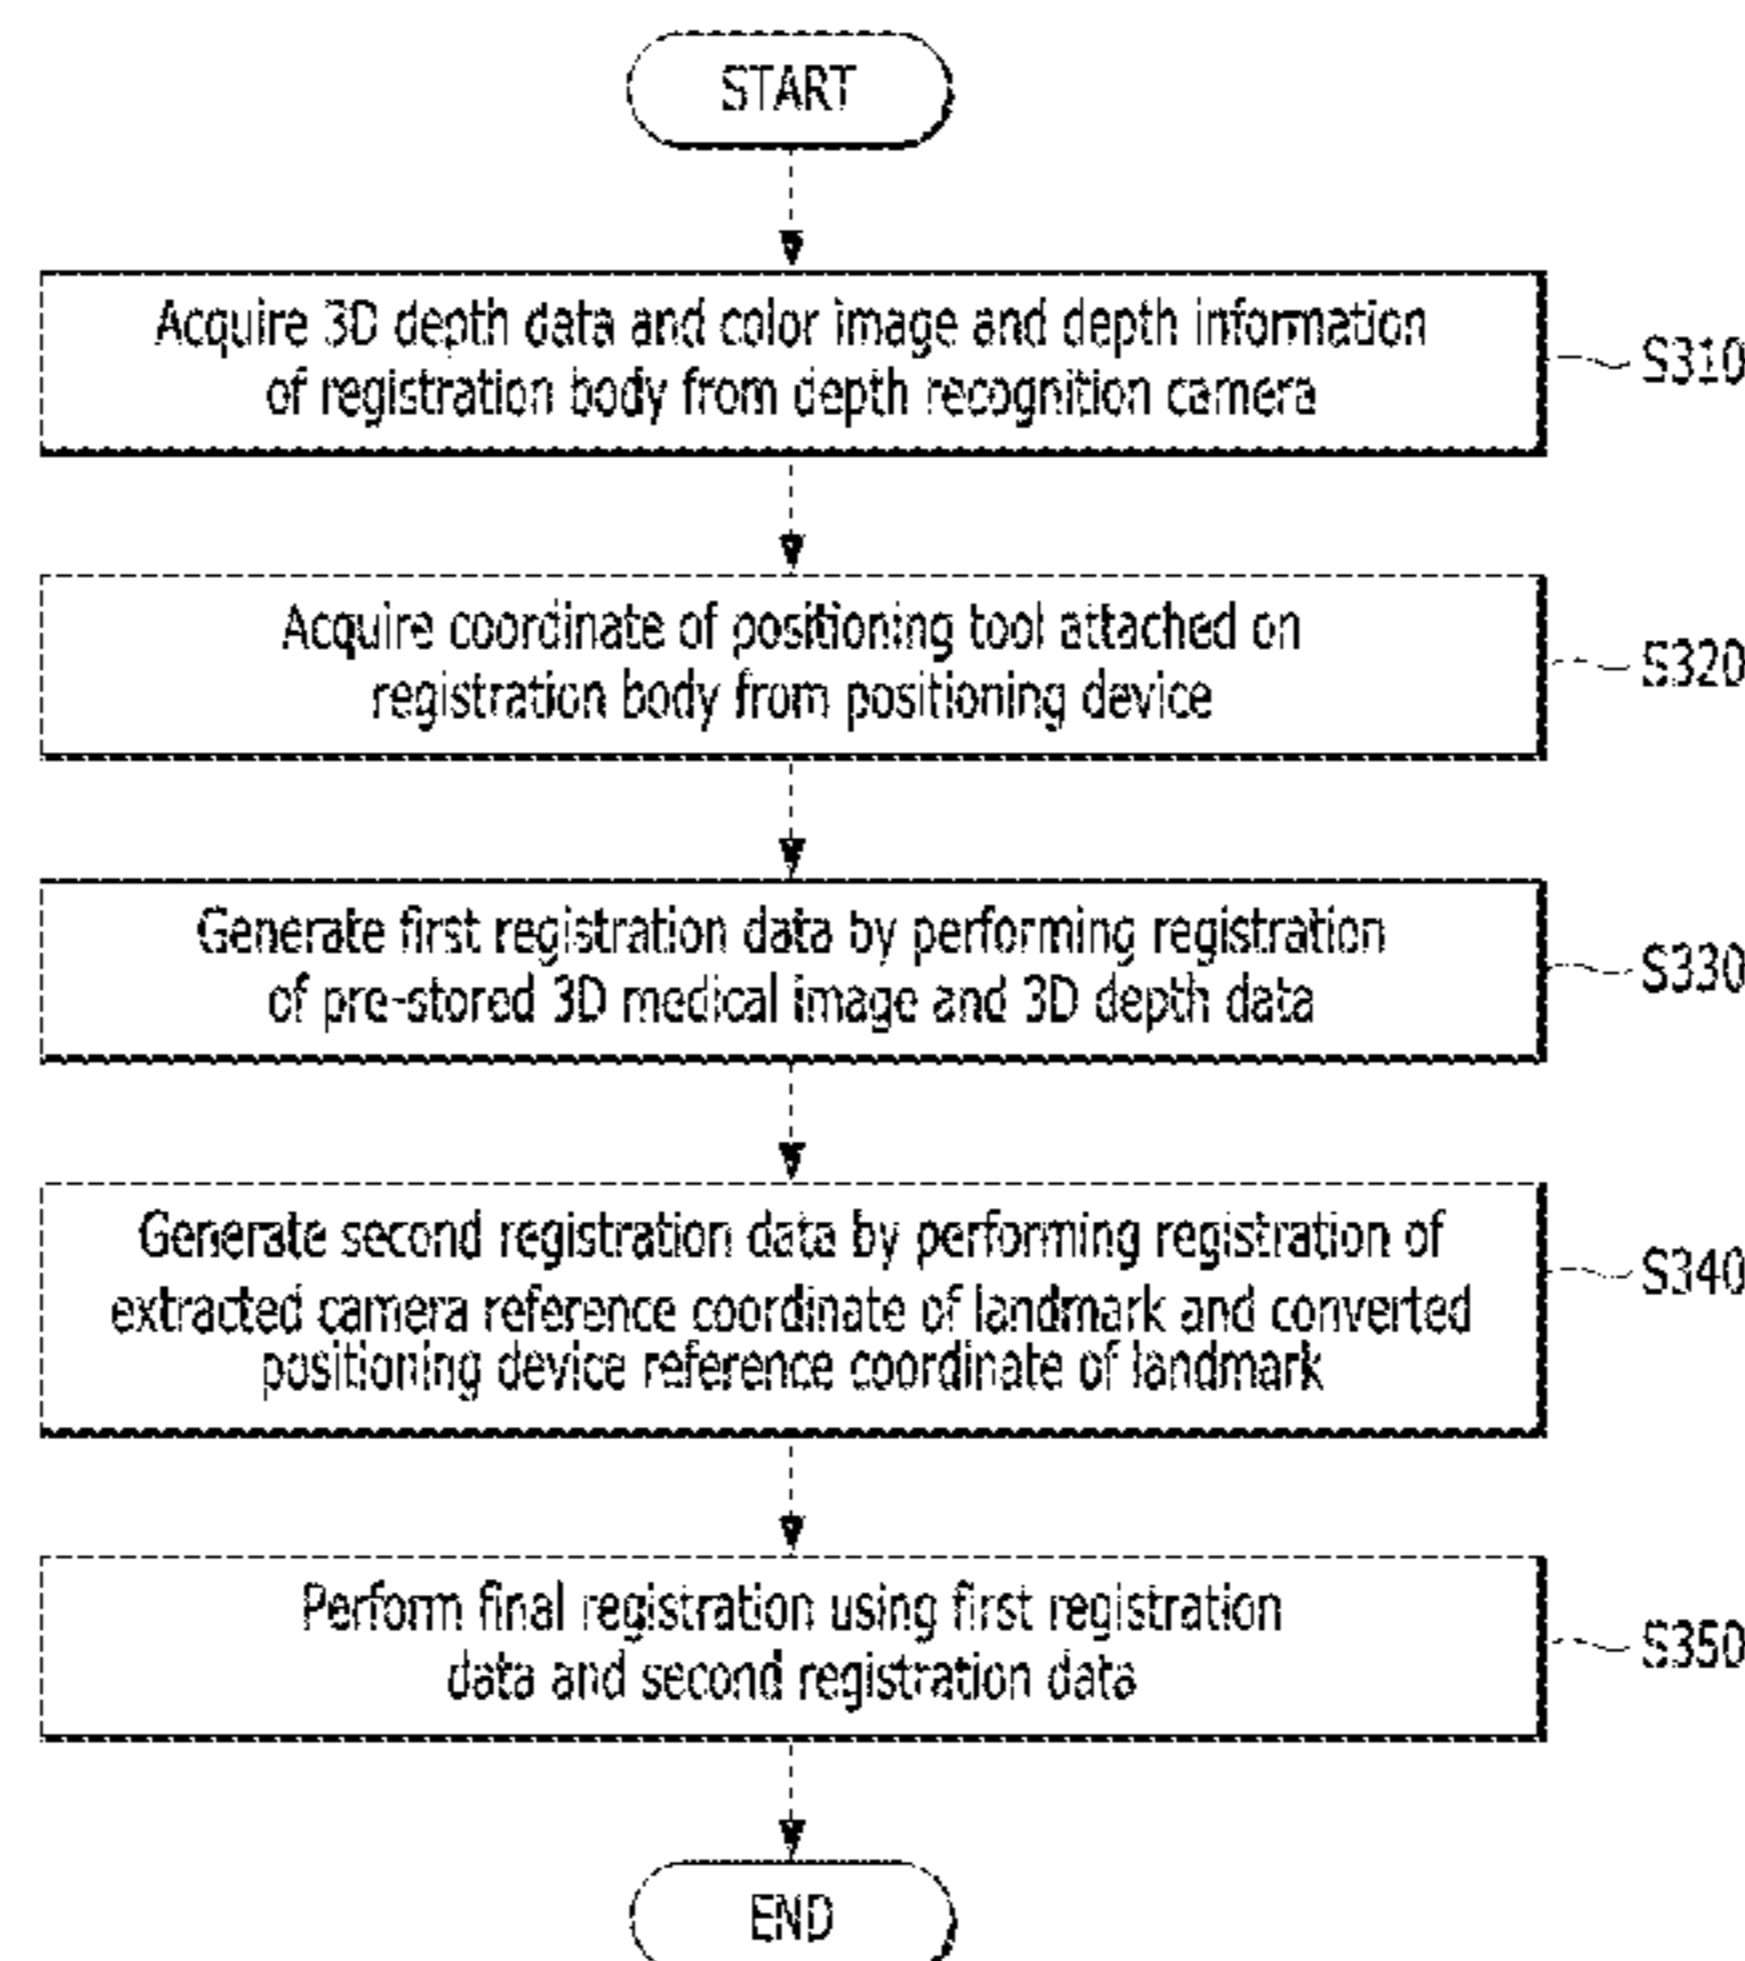 START
Acquire 3D depth data and color image and depth information
of registration body from depth recognition camera
S310
Acquire coordinate of positioning tool attached on
registration body from positioning device
S320
Generate first registration data by performing registration
of pre-stored 3D medical image and 3D depth data
S330
Generate second registration data by performing registration of
extracted camera reference coordinate of landmark and converted
positioning device reference coordinate of landmark
S340
Perform final registration using first registration
data and second registration data
S350
END